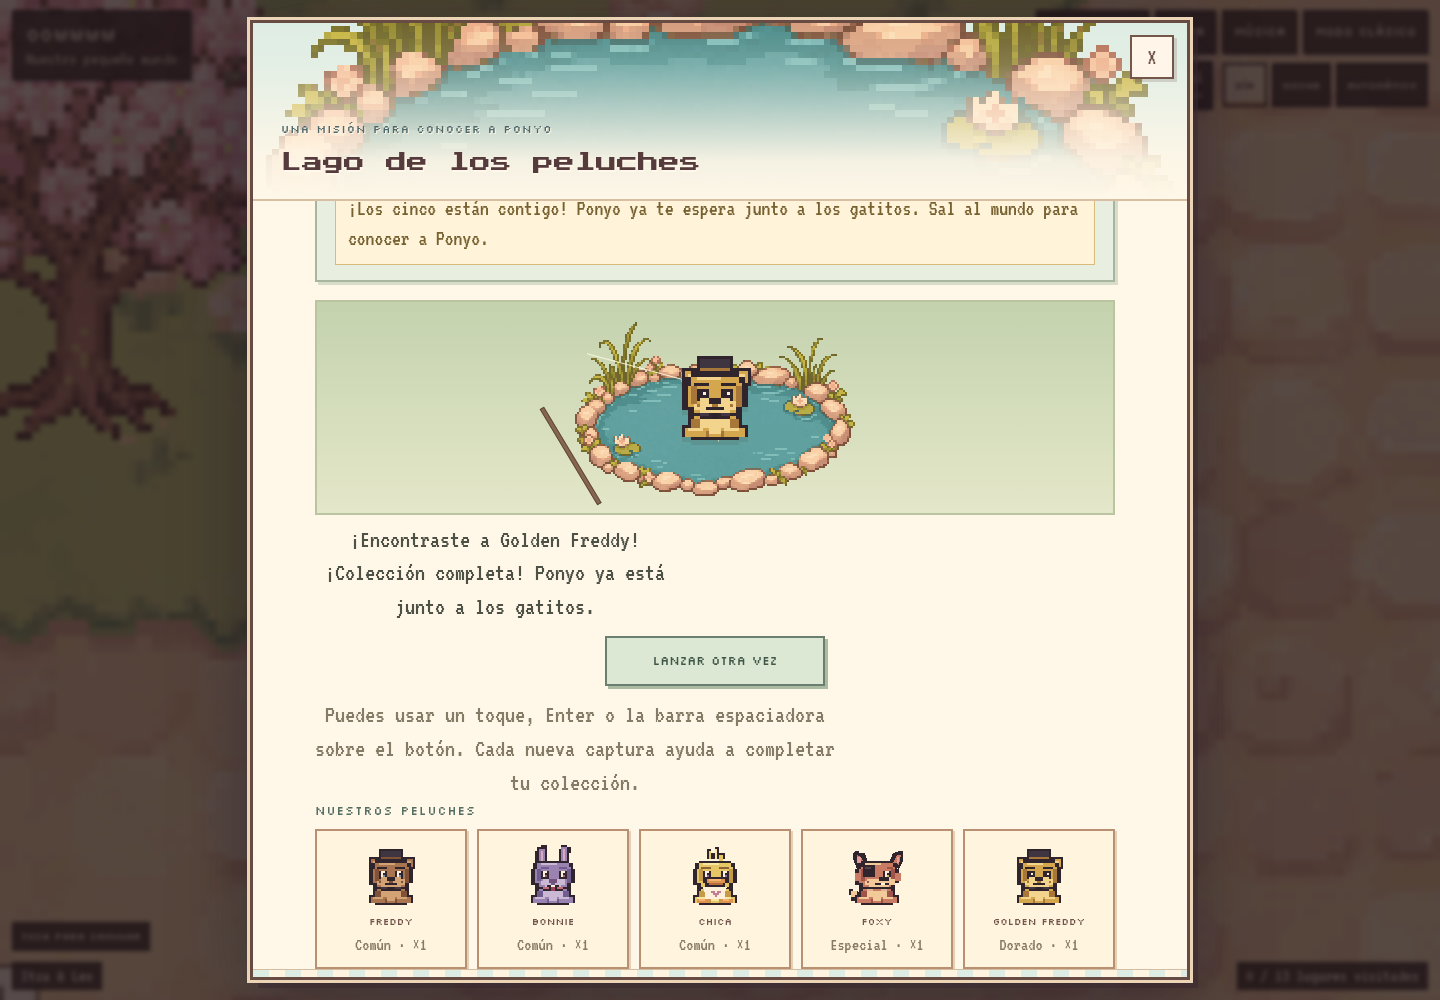 UNA MISIÓN PARA CONOCER A PONYO
Lago de los peluches
X
¡Los cinco están contigo! Ponyo ya te espera junto a los gatitos. Sal al mundo para
conocer a Ponyo.
¡Encontraste a Golden Freddy!
¡Colección completa! Ponyo ya está
junto a los gatitos.
LANZAR OTRA VEZ
Puedes usar un toque, Enter o la barra espaciadora
sobre el botón. Cada nueva captura ayuda a completar
tu colección.
NUESTROS PELUCHES
FREDDY
Común · X1
BONNIE
Común · X1
CHICA
Común · X1
FOXY
Especial · X1
GOLDEN FREDDY
Dorado · X1